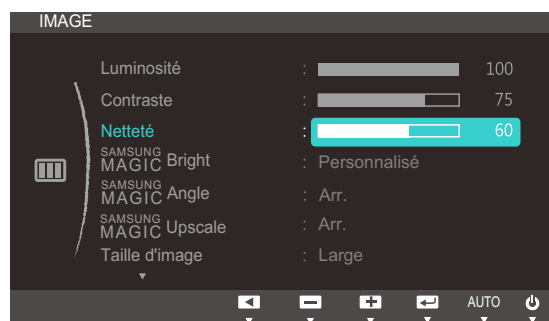 IMAGE
Luminosité : 100
Contraste : 75
Netteté : 60
SAMSUNG MAGIC Bright : Personnalisé
SAMSUNG MAGIC Angle : Arr.
SAMSUNG MAGIC Upscale : Arr.
Taille d'image : Large
AUTO